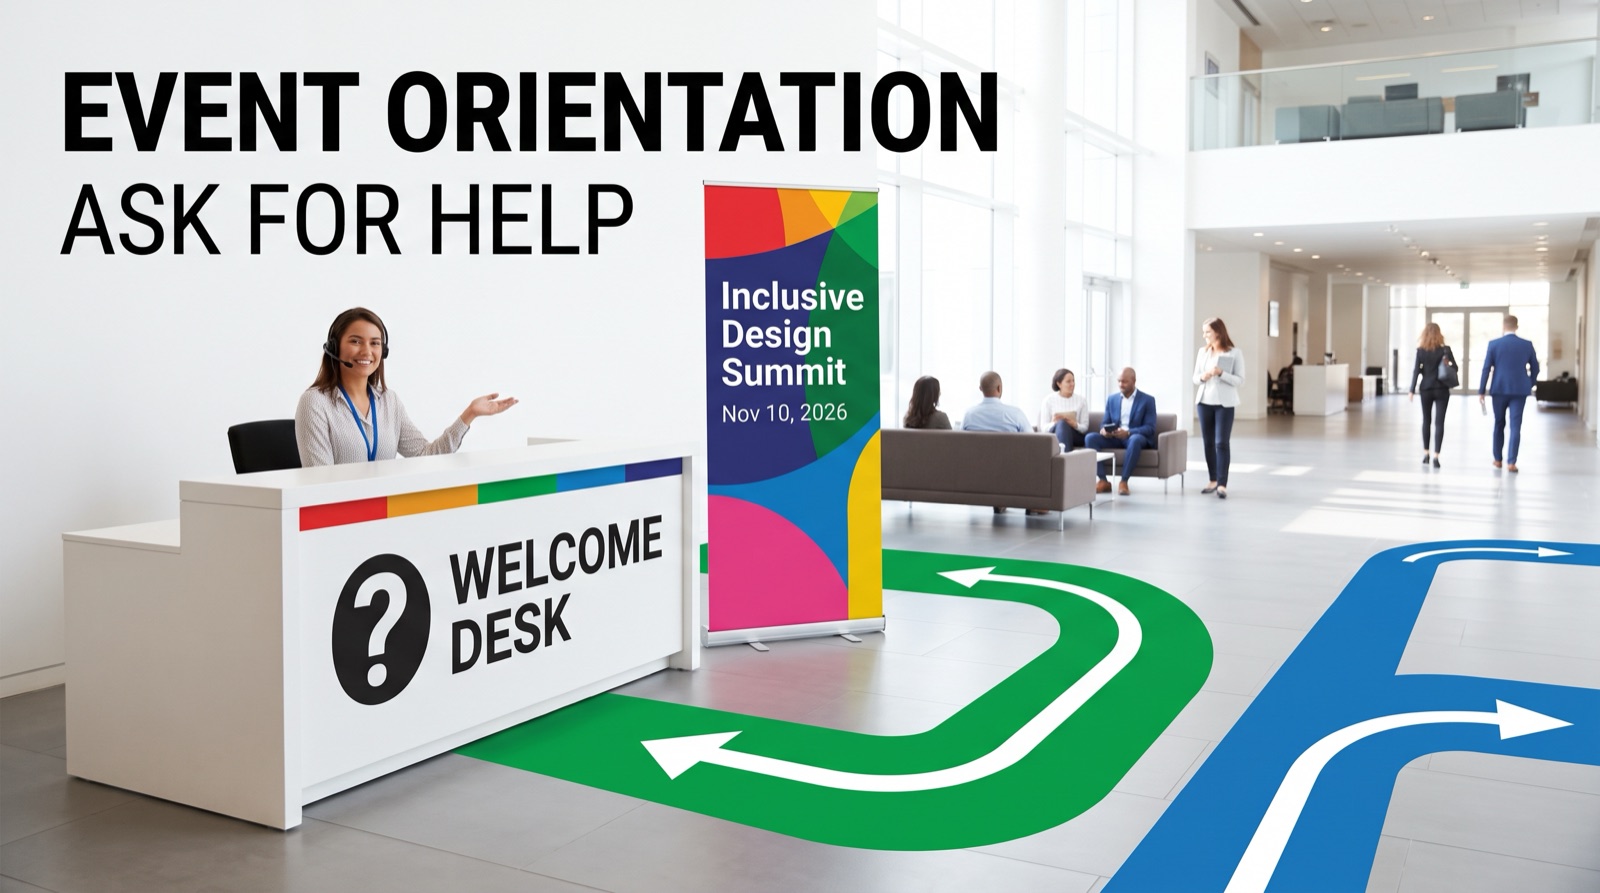 EVENT ORIENTATION
ASK FOR HELP
Inclusive
Design
Summit
Nov 10, 2026
?
WELCOME
DESK